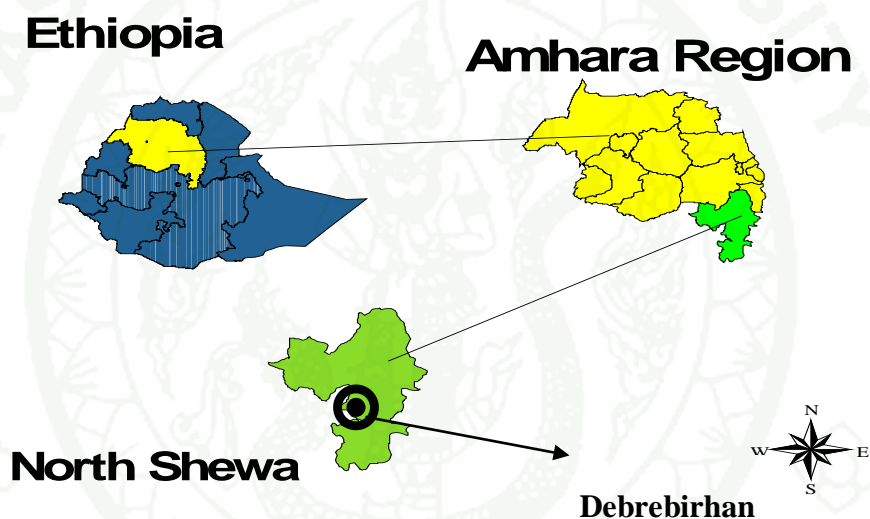 Ethiopia
Amhara Region
North Shewa
Debrebirhan
N
W
E
S